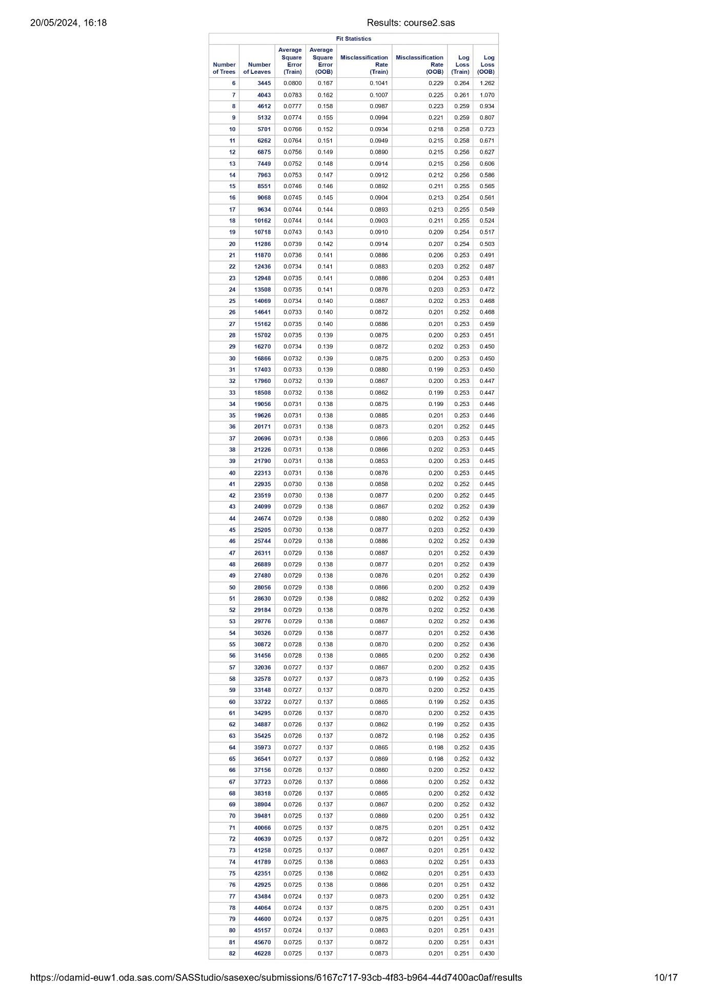 20/05/2024, 16:18 Results: course2.sas
Fit Statistics
Number of Trees Number of Leaves Average Square Error (Train) Average Square Error (OOB) Misclassification Rate (Train) Misclassification Rate (OOB) Log Loss (Train) Log Loss (OOB)
6 3445 0.0800 0.167 0.1041 0.229 0.264 1.262
7 4043 0.0783 0.162 0.1007 0.225 0.261 1.070
8 4612 0.0777 0.158 0.0987 0.223 0.259 0.934
9 5132 0.0774 0.155 0.0994 0.221 0.259 0.807
10 5701 0.0766 0.152 0.0934 0.218 0.258 0.723
11 6262 0.0764 0.151 0.0949 0.215 0.258 0.671
12 6875 0.0756 0.149 0.0890 0.215 0.256 0.627
13 7449 0.0752 0.148 0.0914 0.215 0.256 0.606
14 7963 0.0753 0.147 0.0912 0.212 0.256 0.586
15 8551 0.0746 0.146 0.0892 0.211 0.255 0.565
16 9068 0.0745 0.145 0.0904 0.213 0.254 0.561
17 9634 0.0744 0.144 0.0893 0.213 0.255 0.549
18 10162 0.0744 0.144 0.0903 0.211 0.255 0.524
19 10718 0.0743 0.143 0.0910 0.209 0.254 0.517
20 11286 0.0739 0.142 0.0914 0.207 0.254 0.503
21 11870 0.0736 0.141 0.0886 0.206 0.253 0.491
22 12436 0.0734 0.141 0.0883 0.203 0.252 0.487
23 12948 0.0735 0.141 0.0886 0.204 0.253 0.481
24 13508 0.0735 0.141 0.0876 0.203 0.253 0.472
25 14069 0.0734 0.140 0.0867 0.202 0.253 0.468
26 14641 0.0733 0.140 0.0872 0.201 0.252 0.468
27 15162 0.0735 0.140 0.0886 0.201 0.253 0.459
28 15702 0.0735 0.139 0.0875 0.200 0.253 0.451
29 16270 0.0734 0.139 0.0872 0.202 0.253 0.450
30 16866 0.0732 0.139 0.0875 0.200 0.253 0.450
31 17403 0.0733 0.139 0.0880 0.199 0.253 0.450
32 17960 0.0732 0.139 0.0867 0.200 0.253 0.447
33 18508 0.0732 0.138 0.0862 0.199 0.253 0.447
34 19056 0.0731 0.138 0.0875 0.199 0.253 0.446
35 19626 0.0731 0.138 0.0885 0.201 0.253 0.446
36 20171 0.0731 0.138 0.0873 0.201 0.252 0.445
37 20696 0.0731 0.138 0.0866 0.203 0.253 0.445
38 21226 0.0731 0.138 0.0866 0.202 0.253 0.445
39 21790 0.0731 0.138 0.0853 0.200 0.253 0.445
40 22313 0.0731 0.138 0.0876 0.200 0.253 0.445
41 22935 0.0730 0.138 0.0858 0.202 0.252 0.445
42 23519 0.0730 0.138 0.0877 0.200 0.252 0.445
43 24099 0.0729 0.138 0.0867 0.202 0.252 0.439
44 24674 0.0729 0.138 0.0880 0.202 0.252 0.439
45 25205 0.0730 0.138 0.0877 0.203 0.252 0.439
46 25744 0.0729 0.138 0.0886 0.202 0.252 0.439
47 26311 0.0729 0.138 0.0887 0.201 0.252 0.439
48 26889 0.0729 0.138 0.0877 0.201 0.252 0.439
49 27480 0.0729 0.138 0.0876 0.201 0.252 0.439
50 28056 0.0729 0.138 0.0866 0.200 0.252 0.439
51 28630 0.0729 0.138 0.0882 0.202 0.252 0.439
52 29184 0.0729 0.138 0.0876 0.202 0.252 0.436
53 29776 0.0729 0.138 0.0867 0.202 0.252 0.436
54 30326 0.0729 0.138 0.0877 0.201 0.252 0.436
55 30872 0.0728 0.138 0.0870 0.200 0.252 0.436
56 31456 0.0728 0.138 0.0865 0.200 0.252 0.436
57 32036 0.0727 0.137 0.0867 0.200 0.252 0.435
58 32578 0.0727 0.137 0.0873 0.199 0.252 0.435
59 33148 0.0727 0.137 0.0870 0.200 0.252 0.435
60 33722 0.0727 0.137 0.0865 0.199 0.252 0.435
61 34295 0.0726 0.137 0.0870 0.200 0.252 0.435
62 34887 0.0726 0.137 0.0862 0.199 0.252 0.435
63 35425 0.0726 0.137 0.0872 0.198 0.252 0.435
64 35973 0.0727 0.137 0.0865 0.198 0.252 0.435
65 36541 0.0727 0.137 0.0869 0.198 0.252 0.432
66 37156 0.0726 0.137 0.0860 0.200 0.252 0.432
67 37723 0.0726 0.137 0.0866 0.200 0.252 0.432
68 38318 0.0726 0.137 0.0865 0.200 0.252 0.432
69 38904 0.0726 0.137 0.0867 0.200 0.252 0.432
70 39481 0.0725 0.137 0.0869 0.200 0.251 0.432
71 40066 0.0725 0.137 0.0875 0.201 0.251 0.432
72 40639 0.0725 0.137 0.0872 0.201 0.251 0.432
73 41258 0.0725 0.137 0.0867 0.201 0.251 0.432
74 41789 0.0725 0.138 0.0863 0.202 0.251 0.433
75 42351 0.0725 0.138 0.0862 0.201 0.251 0.433
76 42925 0.0725 0.138 0.0866 0.201 0.251 0.432
77 43484 0.0724 0.137 0.0873 0.200 0.251 0.432
78 44064 0.0724 0.137 0.0875 0.200 0.251 0.431
79 44600 0.0724 0.137 0.0875 0.201 0.251 0.431
80 45157 0.0724 0.137 0.0863 0.201 0.251 0.431
81 45670 0.0725 0.137 0.0872 0.200 0.251 0.431
82 46228 0.0725 0.137 0.0873 0.201 0.251 0.430
https://odamid-euw1.oda.sas.com/SASStudio/sasexec/submissions/6167c717-93cb-4f83-b964-44d7400ac0af/results 10/17